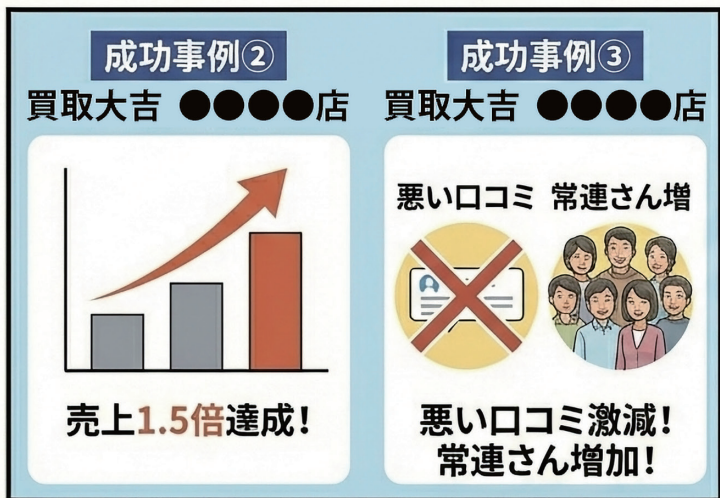 成功事例②
買取大吉 ●●●●店
売上1.5倍達成！
成功事例③
買取大吉 ●●●●店
悪い口コミ 常連さん増
悪い口コミ激減！
常連さん増加！